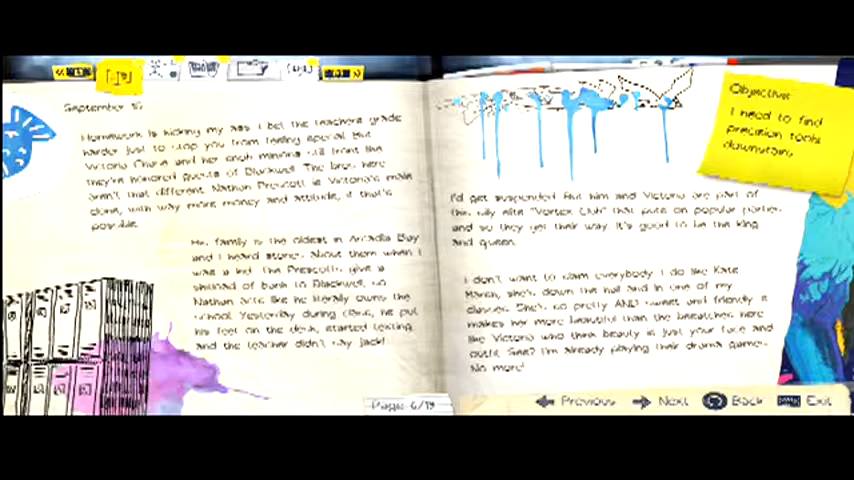 September 16
Homework is kicking my ass. I bet the teachers grade
harder just to stop you from feeling special. But
Victoria Chase and her snob minions still front like
they're honored guests of Blackwell. The bros here
aren't that different. Nathan Prescott is Victoria's male
clone, with way more money and attitude, if that's
possible.
His family is the oldest in Arcadia Bay
and I heard stories about them when I
was a kid. The Prescotts give a
shitload of bank to Blackwell, so
Nathan acts like he literally owns the
school. Yesterday during class, he put
his feet on the desk, started texting
and the teacher didn't say jack!
I'd get suspended. But him and Victoria are part of
this silly elite "Vortex Club" that puts on popular parties
and so they get their way. It's good to be the king
and queen.
I don't want to slam everybody. I do like Kate
Marsh, she's down the hall and in one of my
classes. She's so pretty AND sweet and friendly. It
makes her more beautiful than the here
like Victoria who think beauty is just your face and
outfit. See? I'm already playing their drama games.
No more!
Objective:
I need to find
precision tools
downstairs
Page 6/19
Previous
Next
Back
Exit